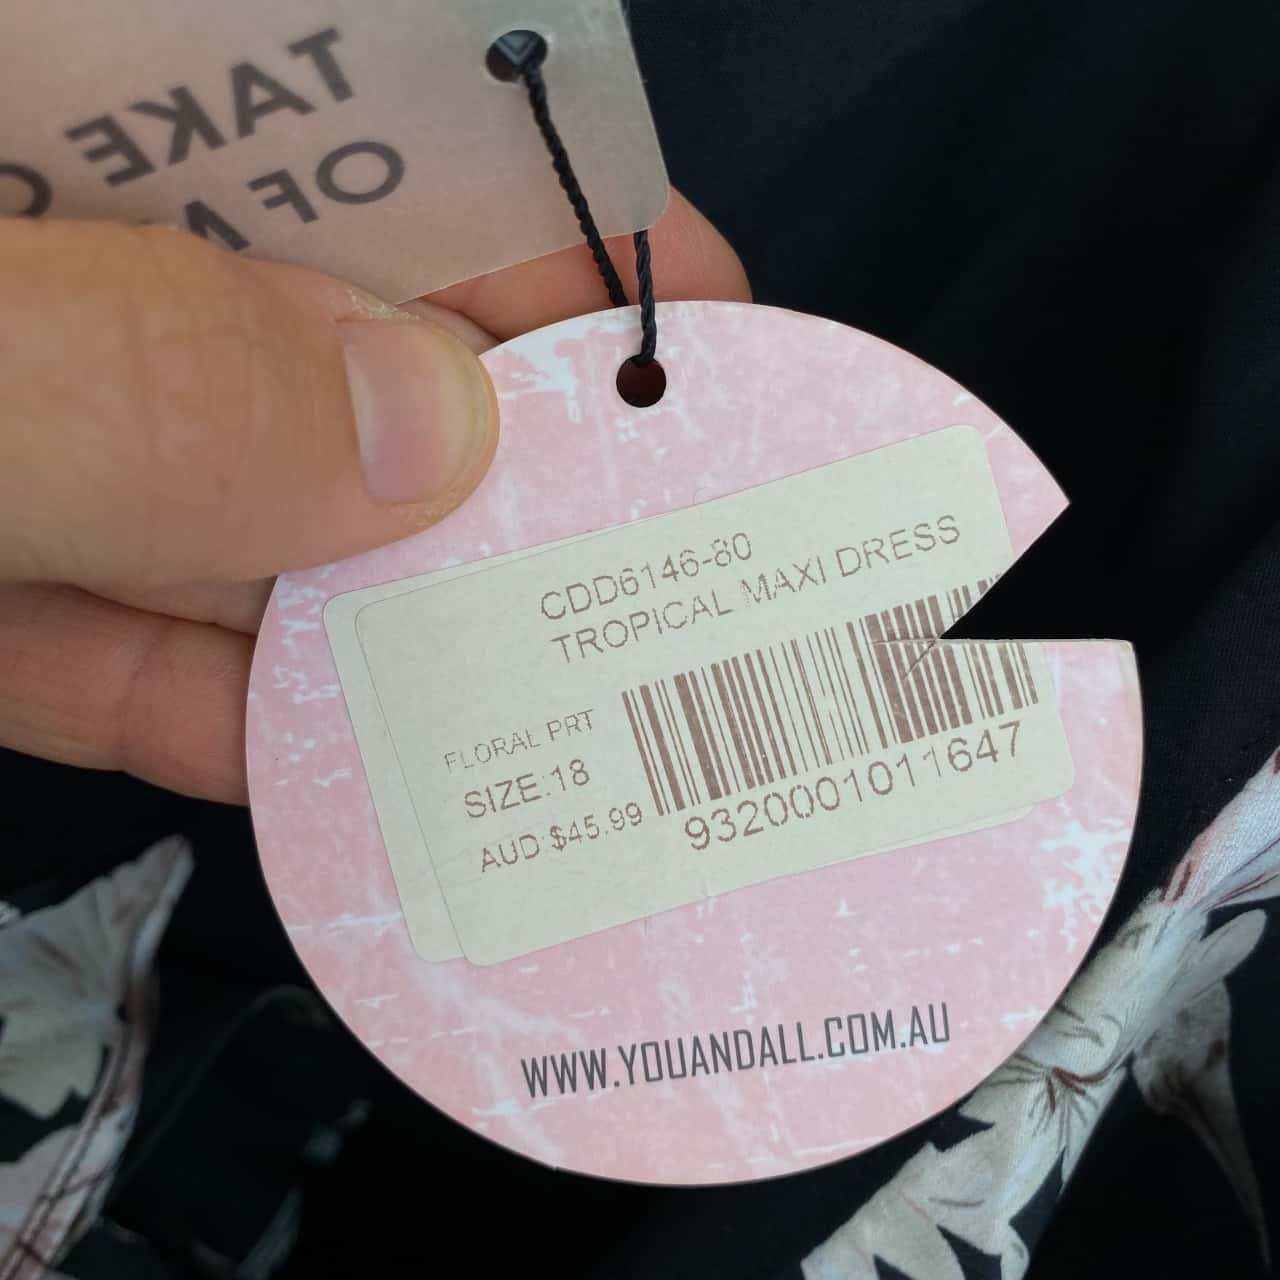 TAKE
OF
CDD6146-80
TROPICAL MAXI DRESS
FLORAL PRT
SIZE:18
AUD:$45.99
9320001011647
WWW.YOUANDALL.COM.AU